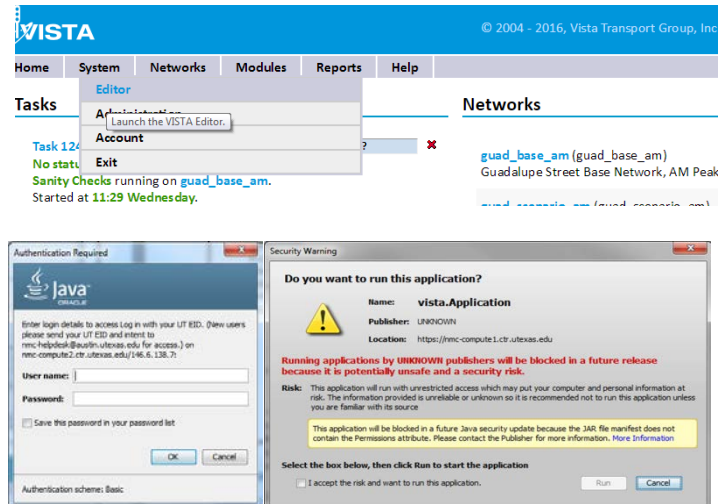 VISTA
© 2004 - 2016, Vista Transport Group, Inc
Home System Networks Modules Reports Help
Editor
Launch the VISTA Editor.
Account
Exit
Tasks
Task 124
?
No statu
Sanity Checks running on guad_base_am.
Started at 11:29 Wednesday.
Networks
guad_base_am (guad_base_am)
Guadalupe Street Base Network, AM Peak
Authentication Required
Java
ORACLE
Enter login details to access Log in with your UT EID. (New users
please send your UT EID and intent to
nmc-helpdesk@austin.utexas.edu for access.) on
nmc-compute2.ctr.utexas.edu/146.6.138.7:
User name:
Password:
Save this password in your password list
OK Cancel
Authentication scheme: Basic
Security Warning
Do you want to run this application?
Name: vista.Application
Publisher: UNKNOWN
Location: https://nmc-compute1.ctr.utexas.edu
Running applications by UNKNOWN publishers will be blocked in a future release
because it is potentially unsafe and a security risk.
Risk: This application will run with unrestricted access which may put your computer and personal information at
risk. The information provided is unreliable or unknown so it is recommended not to run this application unless
you are familiar with its source
This application will be blocked in a future Java security update because the JAR file manifest does not
contain the Permissions attribute. Please contact the Publisher for more information. More Information
Select the box below, then click Run to start the application
I accept the risk and want to run this application.
Run Cancel